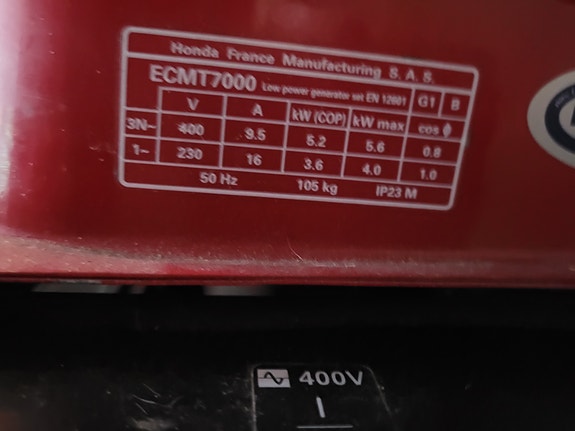 Honda France Manufacturing S.A.S.
ECMT7000 Low power generator set EN 12601 G1 B
V A kW (COP) kW max cos ϕ
3N~ 400 9.5 5.2 5.6 0.8
1~ 230 16 3.6 4.0 1.0
50 Hz 105 kg IP23 M
400V
I